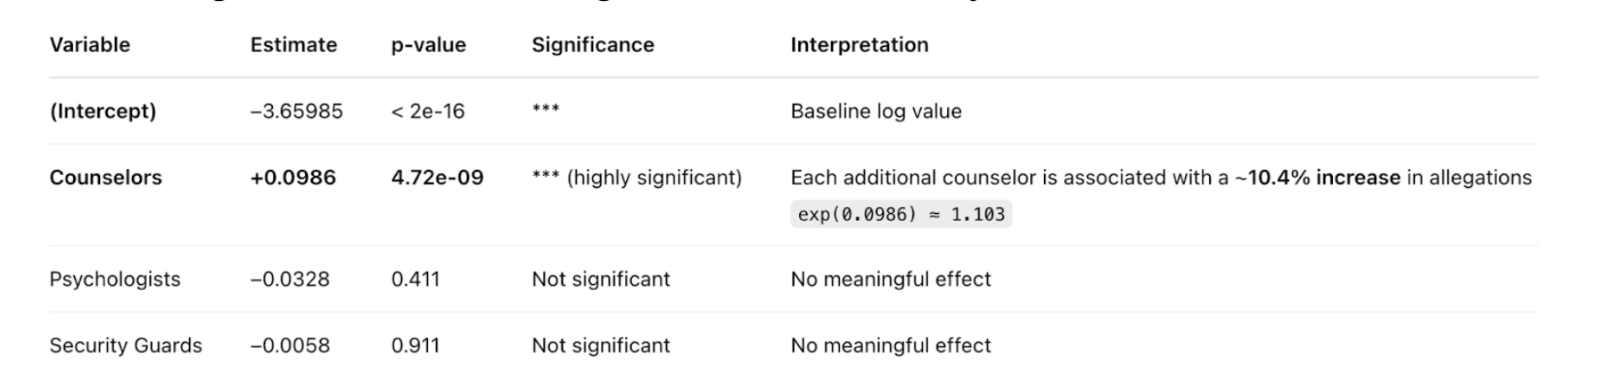 Variable Estimate p-value Significance Interpretation
(Intercept) −3.65985 < 2e-16 *** Baseline log value
Counselors +0.0986 4.72e-09 *** (highly significant) Each additional counselor is associated with a ~10.4% increase in allegations
exp(0.0986) ≈ 1.103
Psychologists −0.0328 0.411 Not significant No meaningful effect
Security Guards −0.0058 0.911 Not significant No meaningful effect